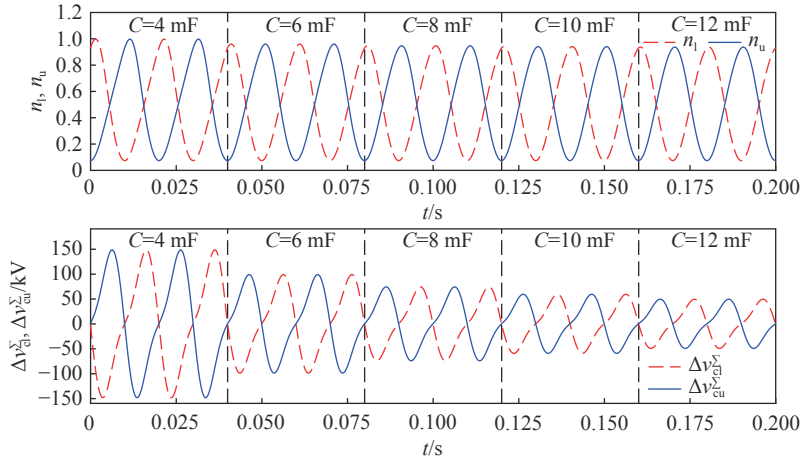 C=4 mF C=6 mF C=8 mF C=10 mF C=12 mF
n_l n_u
1.2
1.0
0.8
0.6
0.4
0.2
0
n_l, n_u
0 0.025 0.050 0.075 0.100 0.125 0.150 0.175 0.200
t/s
C=4 mF C=6 mF C=8 mF C=10 mF C=12 mF
150
100
50
0
−50
−100
−150
Δv_cl^Σ, Δv_cu^Σ/kV
Δv_cl^Σ
Δv_cu^Σ
0 0.025 0.050 0.075 0.100 0.125 0.150 0.175 0.200
t/s